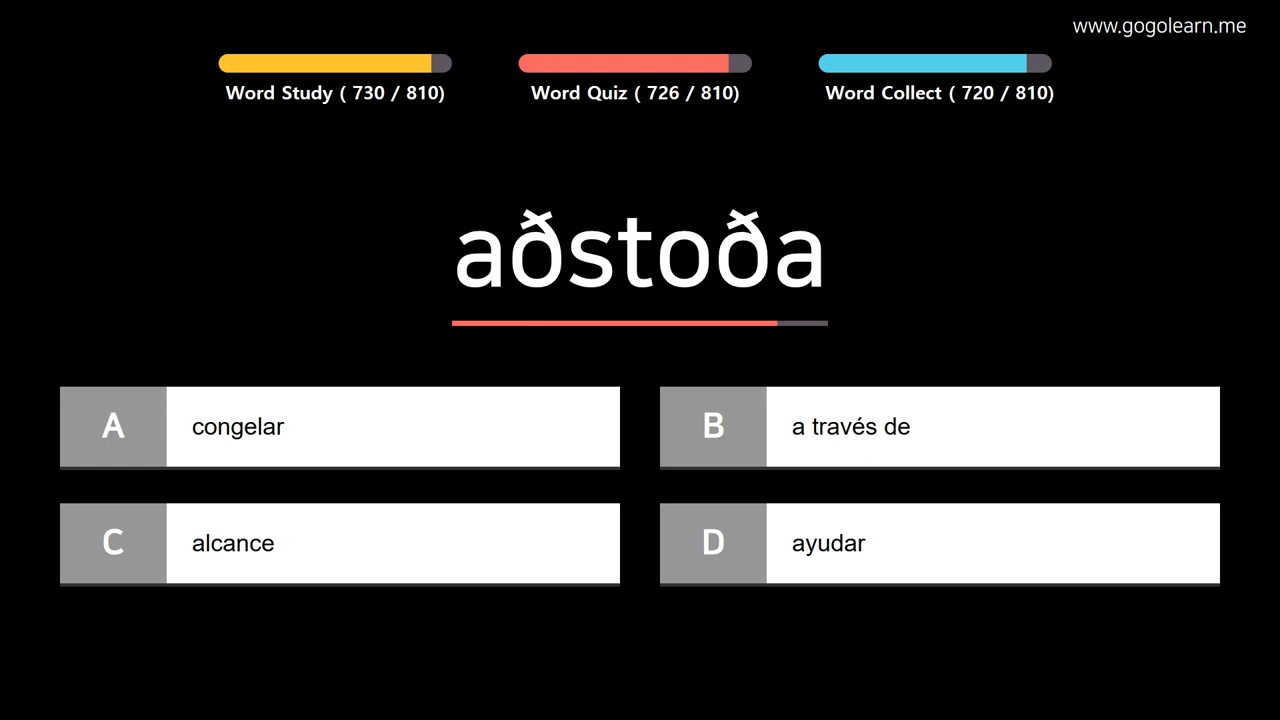 www.gogolearn.me
Word Study ( 730 / 810)
Word Quiz ( 726 / 810)
Word Collect ( 720 / 810)
aðstoða
A congelar
B a través de
C alcance
D ayudar